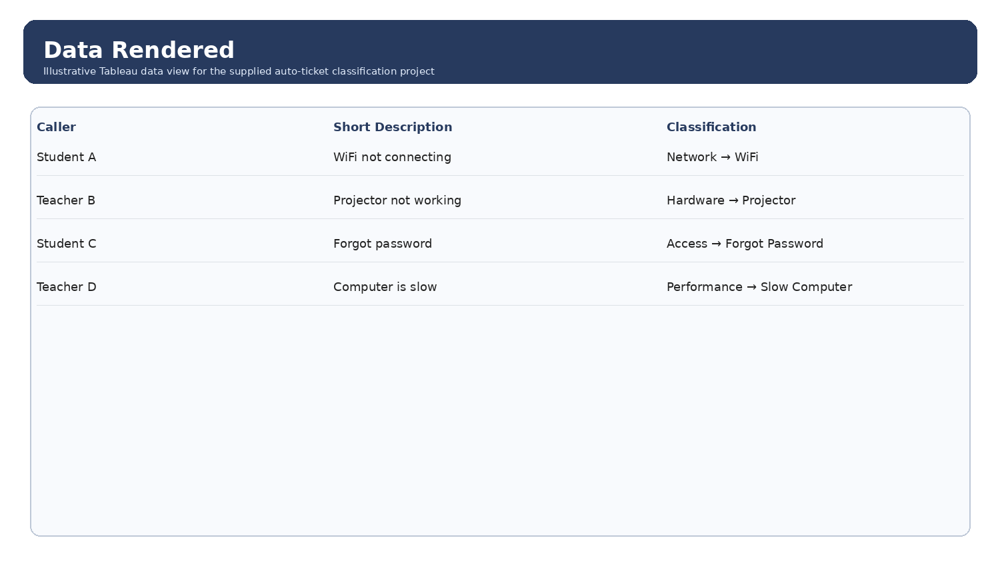 Data Rendered
Illustrative Tableau data view for the supplied auto-ticket classification project
Caller Short Description Classification
Student A WiFi not connecting Network → WiFi
Teacher B Projector not working Hardware → Projector
Student C Forgot password Access → Forgot Password
Teacher D Computer is slow Performance → Slow Computer